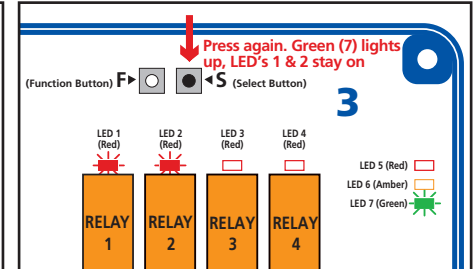 Press again. Green (7) lights
up, LED's 1 & 2 stay on
(Function Button) F S (Select Button)
3
LED 1 LED 2 LED 3 LED 4
(Red) (Red) (Red) (Red)
LED 5 (Red)
LED 6 (Amber)
LED 7 (Green)
RELAY RELAY RELAY RELAY
1 2 3 4